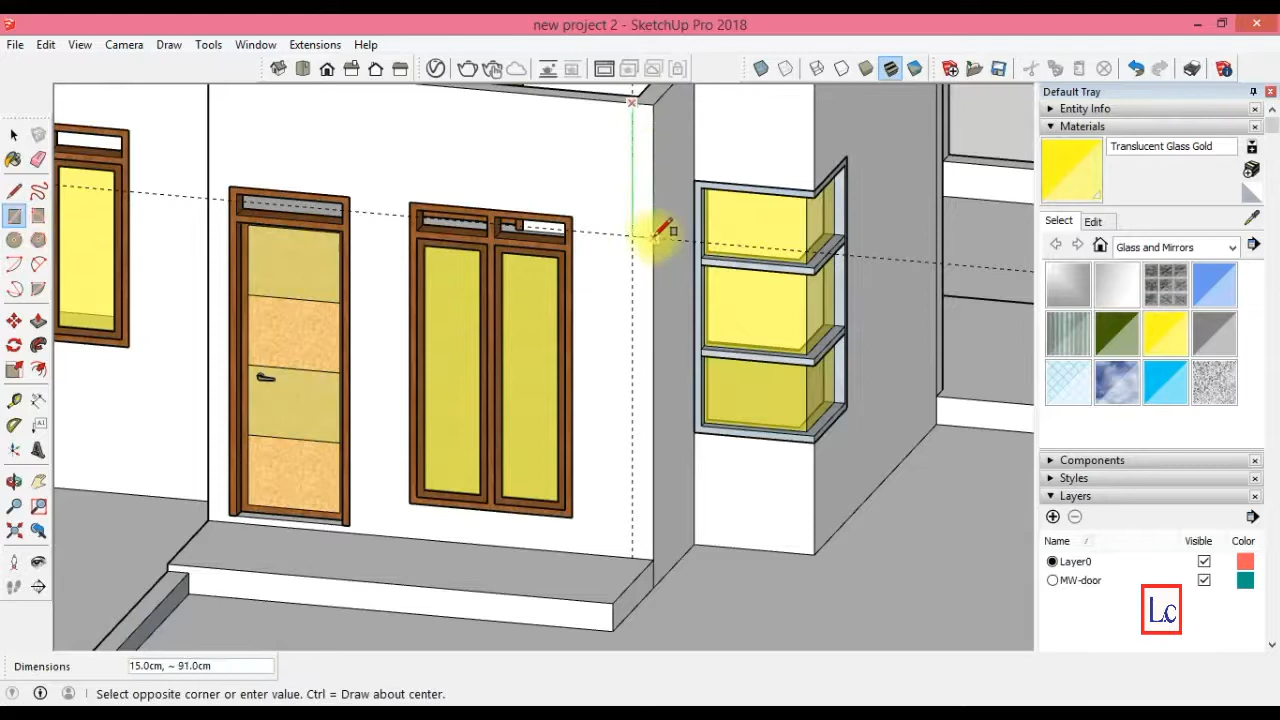 new project 2 - SketchUp Pro 2018
File Edit View Camera Draw Tools Window Extensions Help
Default Tray
Entity Info
Materials
Translucent Glass Gold
Select Edit
Glass and Mirrors
Components
Styles
Layers
Name Visible Color
Layer0
MW-door
Lc
Dimensions 15.0cm, ~ 91.0cm
Select opposite corner or enter value. Ctrl = Draw about center.